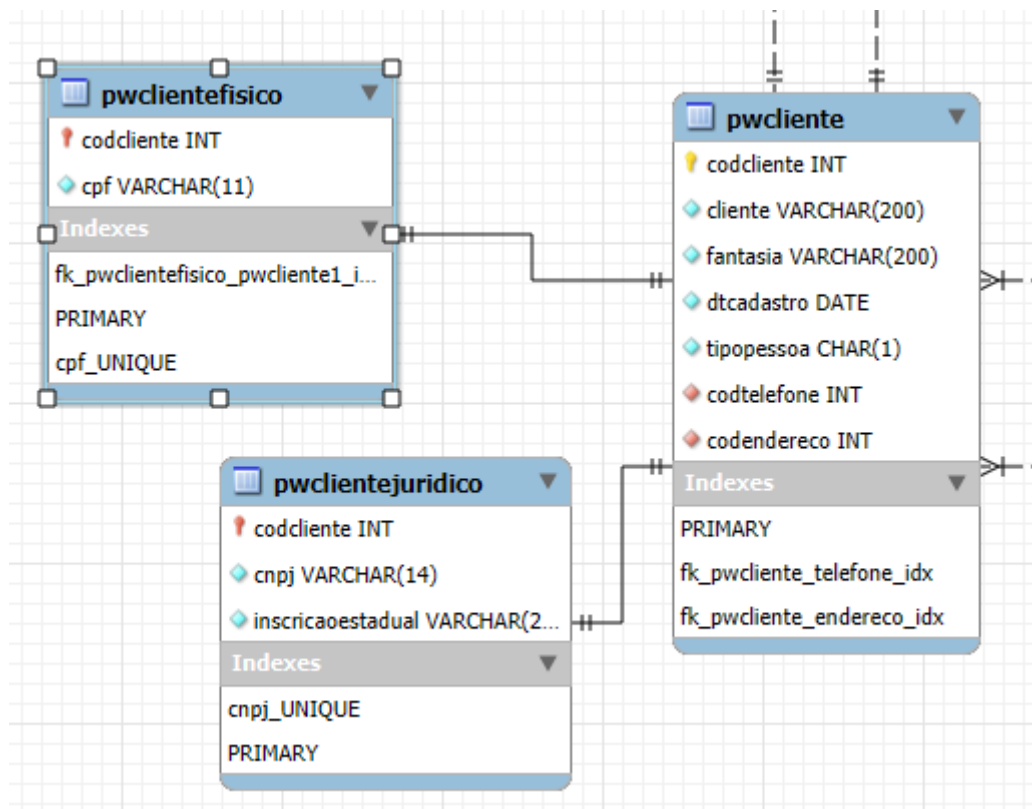 pwclientefisico
codcliente INT
cpf VARCHAR(11)
Indexes
fk_pwclientefisico_pwcliente1_i...
PRIMARY
cpf_UNIQUE
pwcliente
codcliente INT
cliente VARCHAR(200)
fantasia VARCHAR(200)
dtcadastro DATE
tipopessoa CHAR(1)
codtelefone INT
codendereco INT
Indexes
PRIMARY
fk_pwcliente_telefone_idx
fk_pwcliente_endereco_idx
pwclientejuridico
codcliente INT
cnpj VARCHAR(14)
inscricaoestadual VARCHAR(2...
Indexes
cnpj_UNIQUE
PRIMARY